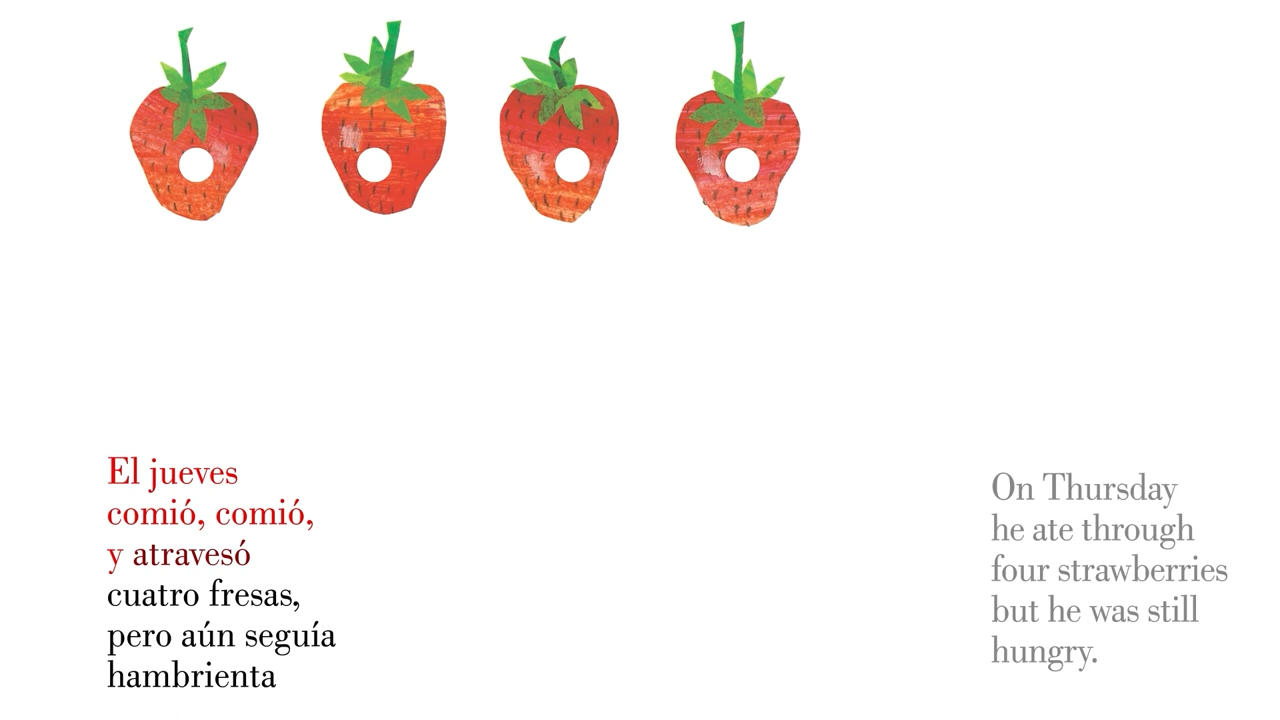 El jueves
comió, comió,
y atravesó
cuatro fresas,
pero aún seguía
hambrienta
On Thursday
he ate through
four strawberries
but he was still
hungry.